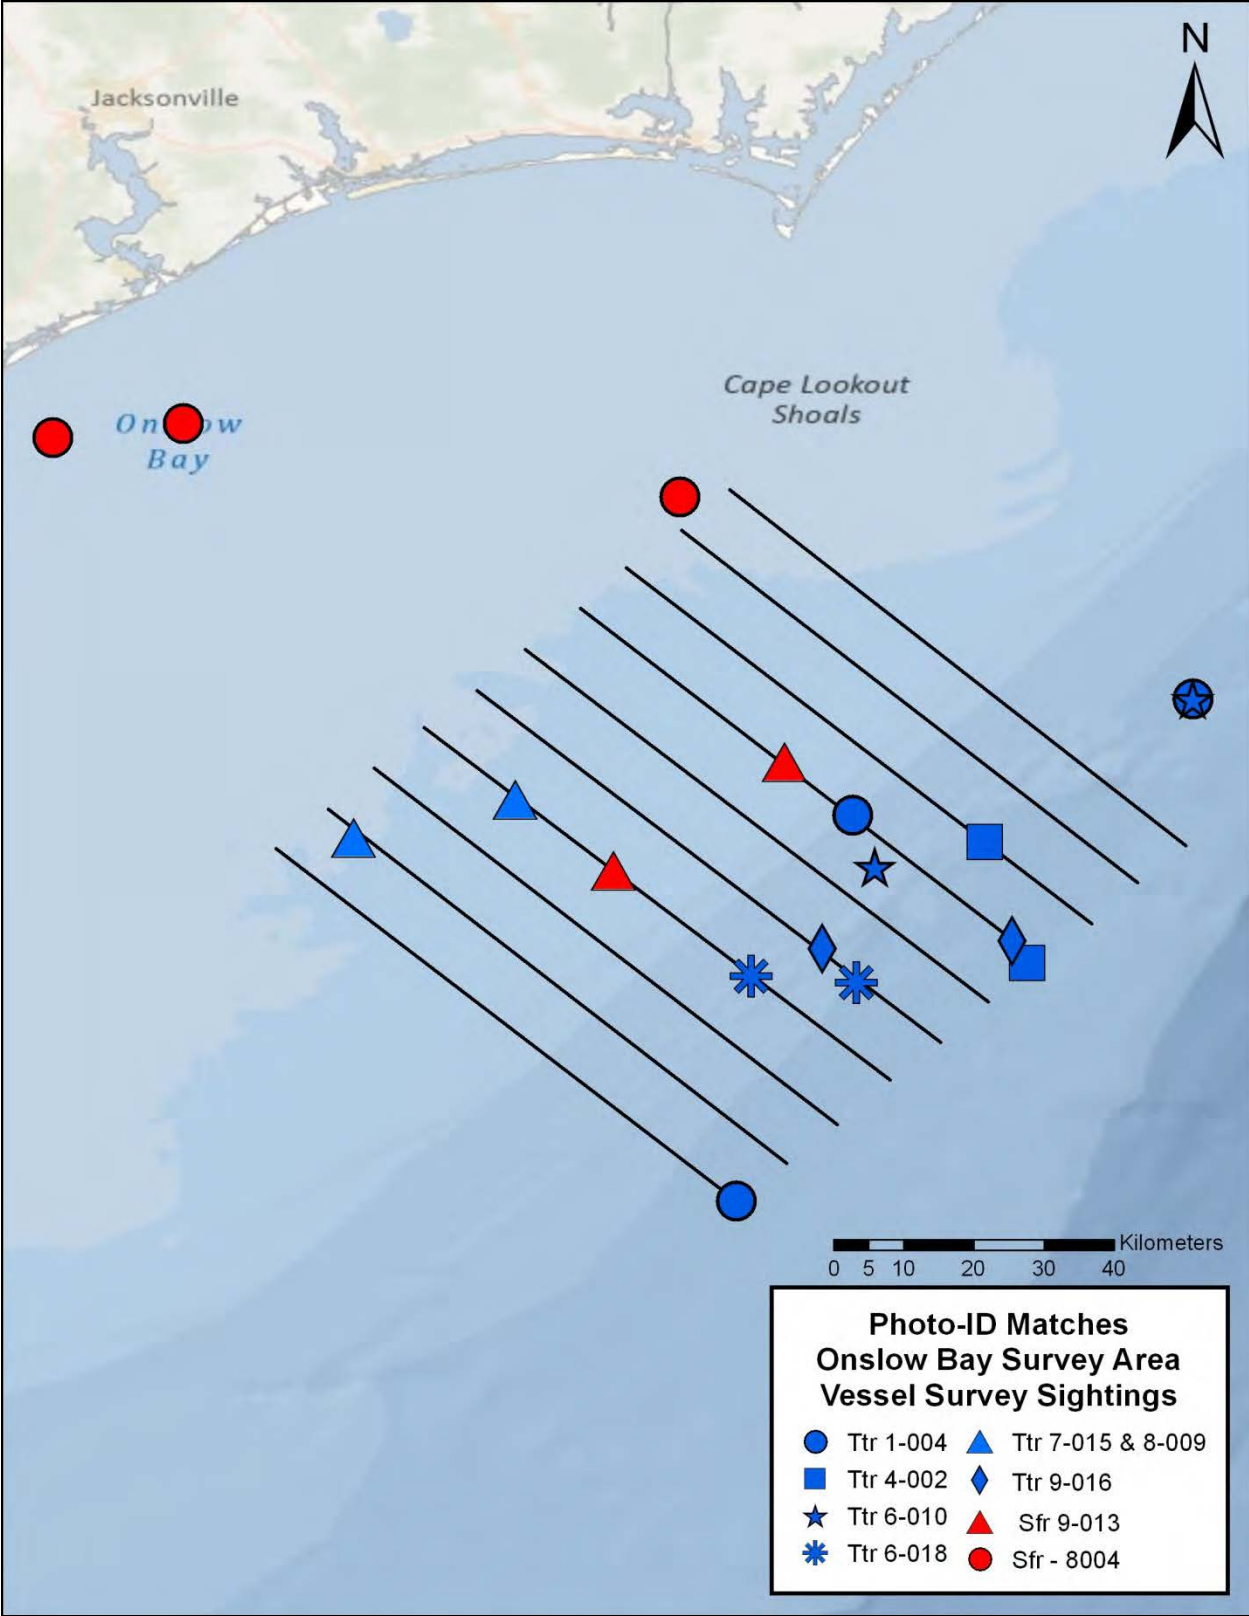 N
Jacksonville
Cape Lookout
Shoals
On ow
Bay
Kilometers
0 5 10 20 30 40
Photo-ID Matches
Onslow Bay Survey Area
Vessel Survey Sightings
Ttr 1-004 Ttr 7-015 & 8-009
Ttr 4-002 Ttr 9-016
Ttr 6-010 Sfr 9-013
Ttr 6-018 Sfr - 8004